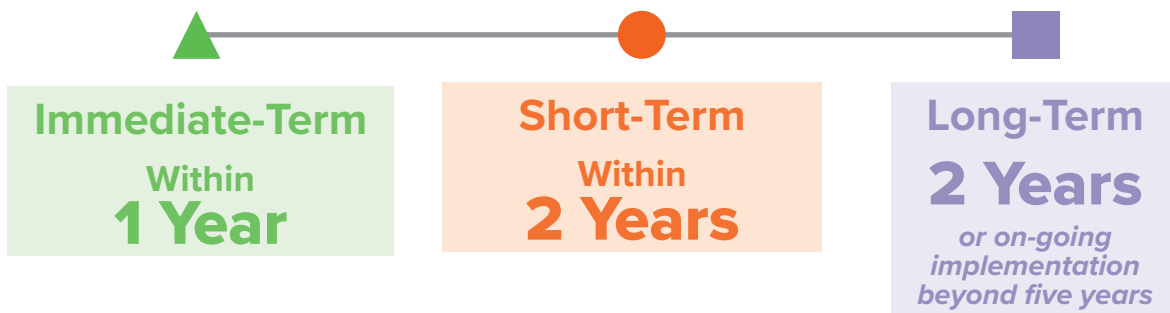 Immediate-Term
Within
1 Year
Short-Term
Within
2 Years
Long-Term
2 Years
or on-going
implementation
beyond five years